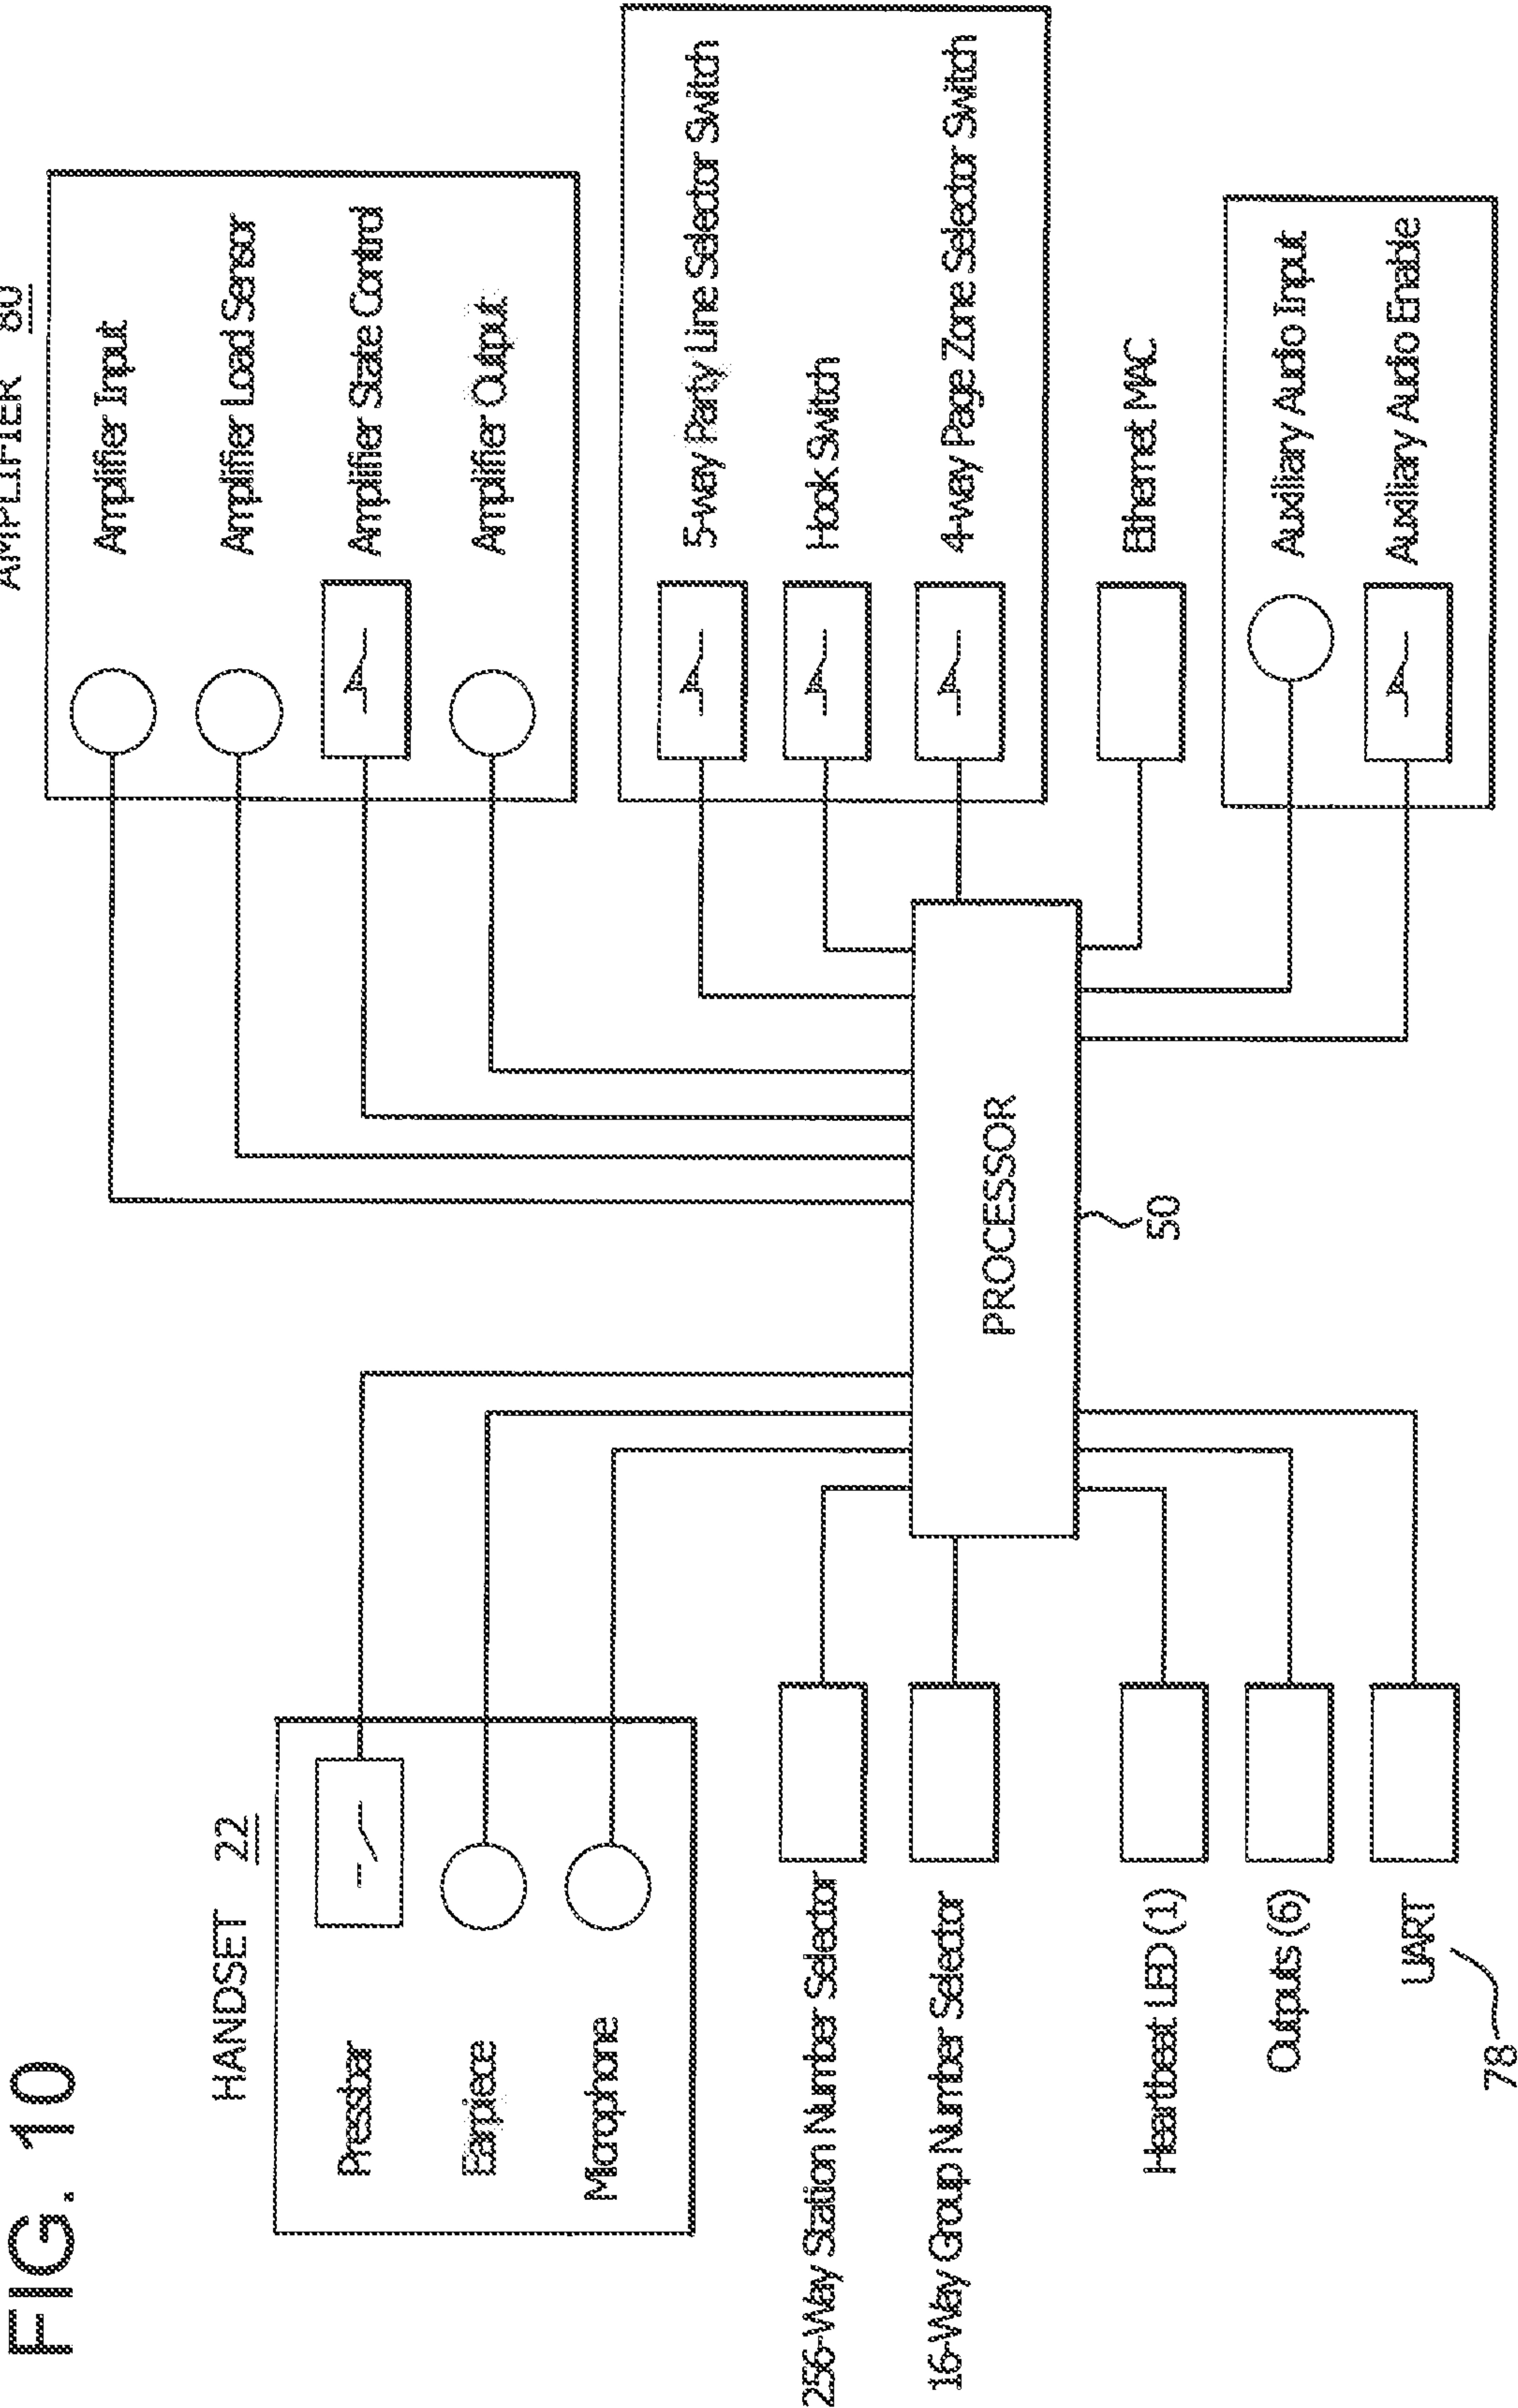 FIG. 10
HANDSET 22
Pressbar
Earpiece
Microphone
256-Way Station Number Selector
16-Way Group Number Selector
Heartbeat LED (1)
Outputs (6)
UART
78
PROCESSOR
50
AMPLIFIER 80
Amplifier Input
Amplifier Load Sensor
Amplifier State Control
Amplifier Output
5-way Party Line Selector Switch
Hook Switch
4-way Page Zone Selector Switch
Ethernet MAC
Auxiliary Audio Input
Auxiliary Audio Enable